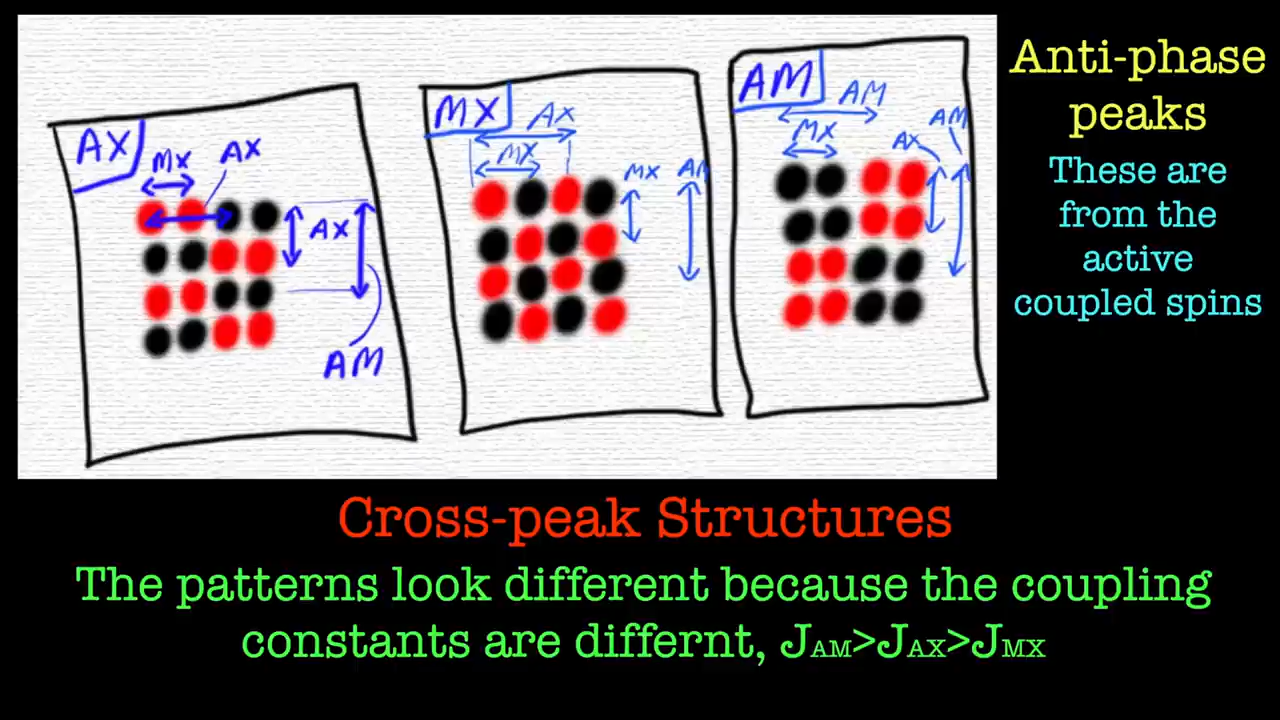 AX
MX
AX
AX
AM
MX
AX
MX
MX
AM
AM
AM
MX
AX
AM
Anti-phase
peaks
These are
from the
active
coupled spins
Cross-peak Structures
The patterns look different because the coupling
constants are differnt, JAM>JAX>JMX